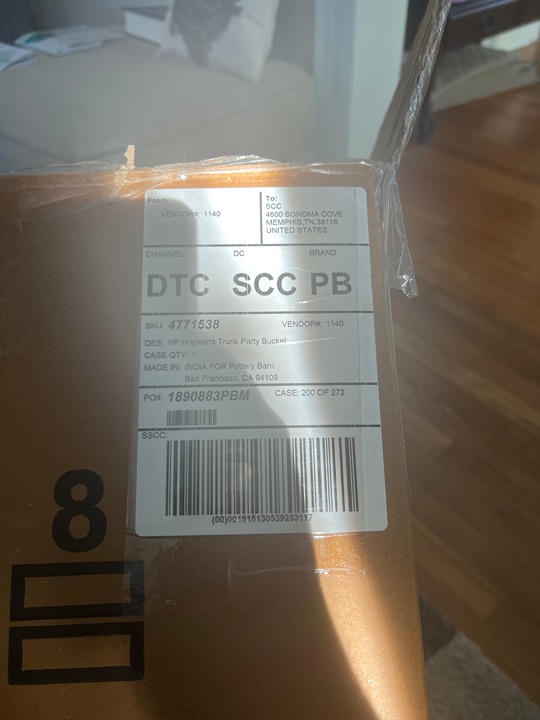 From
VENDOR#: 1140
To:
SCC
4600 SONOMA COVE
MEMPHIS,TN,38118,
UNITED STATES
CHANNEL DC BRAND
DTC SCC PB
SKU: 4771538 VENDOR#: 1140
DES: HP Hogwarts Trunk Party Bucket
CASE QTY: 1
MADE IN: INDIA FOR Pottery Barn
San Francisco, CA 94109
PO#: 1890883PBM CASE: 200 OF 273
SSCC:
(00)001915130539253117
8